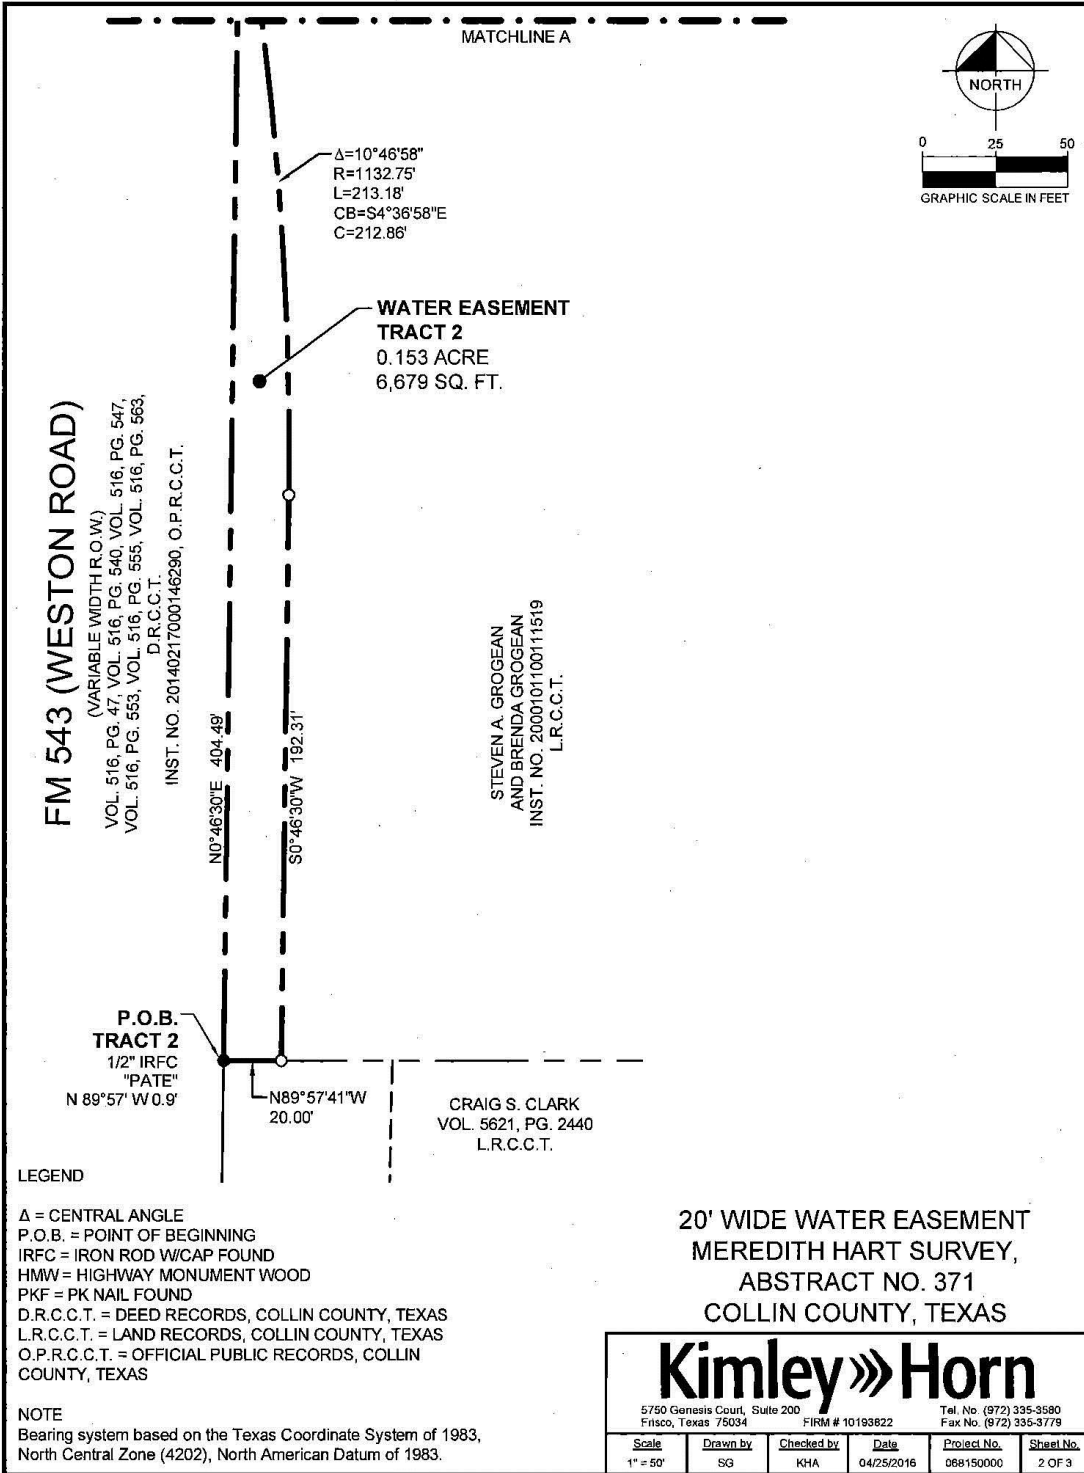 MATCHLINE A
NORTH
0 25 50
GRAPHIC SCALE IN FEET
Δ=10°46'58"
R=1132.75'
L=213.18'
CB=S4°36'58"E
C=212.86'
WATER EASEMENT
TRACT 2
0.153 ACRE
6,679 SQ. FT.
FM 543 (WESTON ROAD)
(VARIABLE WIDTH R.O.W.)
VOL. 516, PG. 47, VOL. 516, PG. 540, VOL. 516, PG. 547,
VOL. 516, PG. 553, VOL. 516, PG. 555, VOL. 516, PG. 563,
D.R.C.C.T.
INST. NO. 20140217000146290, O.P.R.C.C.T.
N0°46'30"E 404.49'
S0°46'30"W 192.31'
STEVEN A. GROGEAN
AND BRENDA GROGEAN
INST. NO. 2000101100111519
L.R.C.C.T.
P.O.B.
TRACT 2
1/2" IRFC
"PATE"
N 89°57' W 0.9'
N89°57'41"W
20.00'
CRAIG S. CLARK
VOL. 5621, PG. 2440
L.R.C.C.T.
LEGEND
Δ = CENTRAL ANGLE
P.O.B. = POINT OF BEGINNING
IRFC = IRON ROD W/CAP FOUND
HMW = HIGHWAY MONUMENT WOOD
PKF = PK NAIL FOUND
D.R.C.C.T. = DEED RECORDS, COLLIN COUNTY, TEXAS
L.R.C.C.T. = LAND RECORDS, COLLIN COUNTY, TEXAS
O.P.R.C.C.T. = OFFICIAL PUBLIC RECORDS, COLLIN
COUNTY, TEXAS
NOTE
Bearing system based on the Texas Coordinate System of 1983,
North Central Zone (4202), North American Datum of 1983.
20' WIDE WATER EASEMENT
MEREDITH HART SURVEY,
ABSTRACT NO. 371
COLLIN COUNTY, TEXAS
Kimley»Horn
5750 Genesis Court, Suite 200
Frisco, Texas 75034
FIRM # 10193822
Tel. No. (972) 335-3580
Fax No. (972) 335-3779
Scale Drawn by Checked by Date Project No. Sheet No.
1" = 50' SG KHA 04/25/2016 068150000 2 OF 3